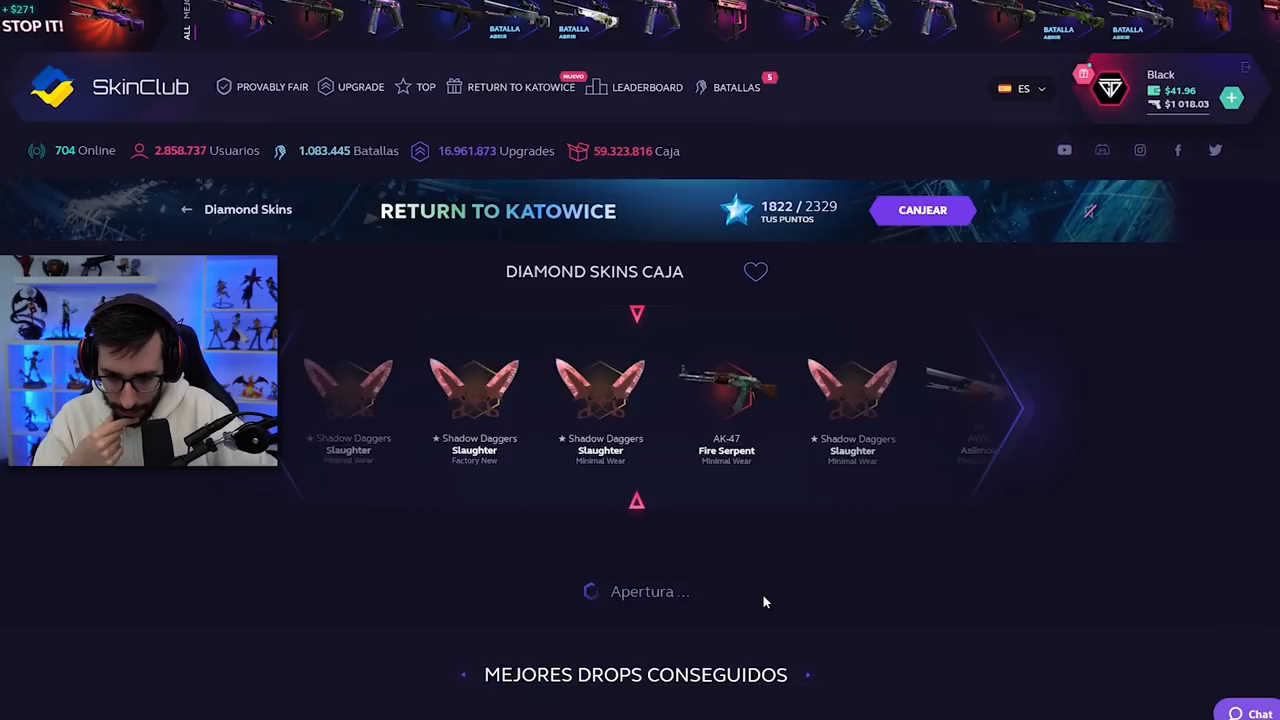 + $271
STOP IT!
BATALLA
ABRIR
BATALLA
ABRIR
BATALLA
ABRIR
BATALLA
ABRIR
SKINCLUB
PROVABLY FAIR
UPGRADE
TOP
RETURN TO KATOWICE
NUEVO
LEADERBOARD
BATALLAS
5
ES
Black
$41.96
$1 018.03
704 Online
2.858.737 Usuarios
1.083.445 Batallas
16.961.873 Upgrades
59.323.816 Caja
← Diamond Skins
RETURN TO KATOWICE
1822 / 2329
TUS PUNTOS
CANJEAR
DIAMOND SKINS CAJA
★ Shadow Daggers
Slaughter
Minimal Wear
★ Shadow Daggers
Slaughter
Factory New
★ Shadow Daggers
Slaughter
Minimal Wear
AK-47
Fire Serpent
Minimal Wear
★ Shadow Daggers
Slaughter
Minimal Wear
Apertura ...
MEJORES DROPS CONSEGUIDOS
Chat